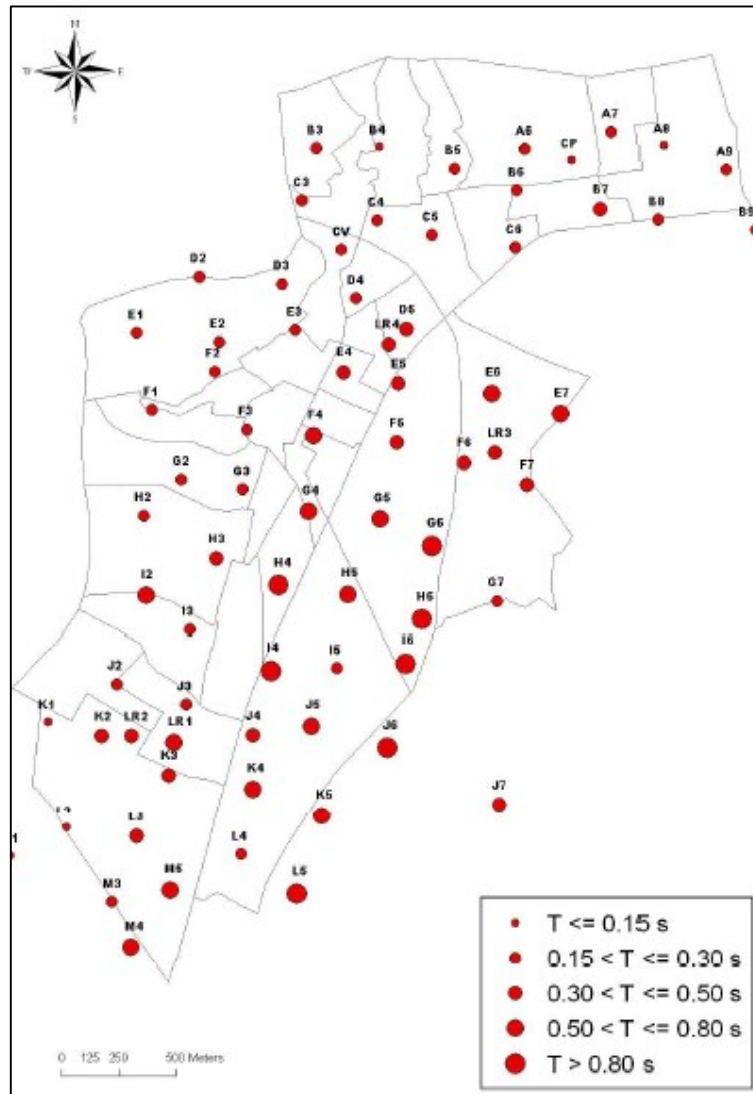 N
W E
S
B3 B4 A6 A7 A8
CP
B5 A9
C3 B6 B7
C4 C5 B8 B9
CV C6
D2 D3
D4
E1 E2 E3 D5
LR4
F2 E4 E5 E6
E7
F1 F3 F4
LR3
F6
G2 G3 F7
G4
H2 G5
H3 G6
I2 H4 H5
H6 G7
I3
I4 I5 I6
J2
J3
K1 K2 LR2 LR1 J4 J5 J6
K3
K4
K5 J7
L3
L4
M3 M5 L5
M4
T <= 0.15 s
0.15 < T <= 0.30 s
0.30 < T <= 0.50 s
0.50 < T <= 0.80 s
T > 0.80 s
0 125 250 500 Meters